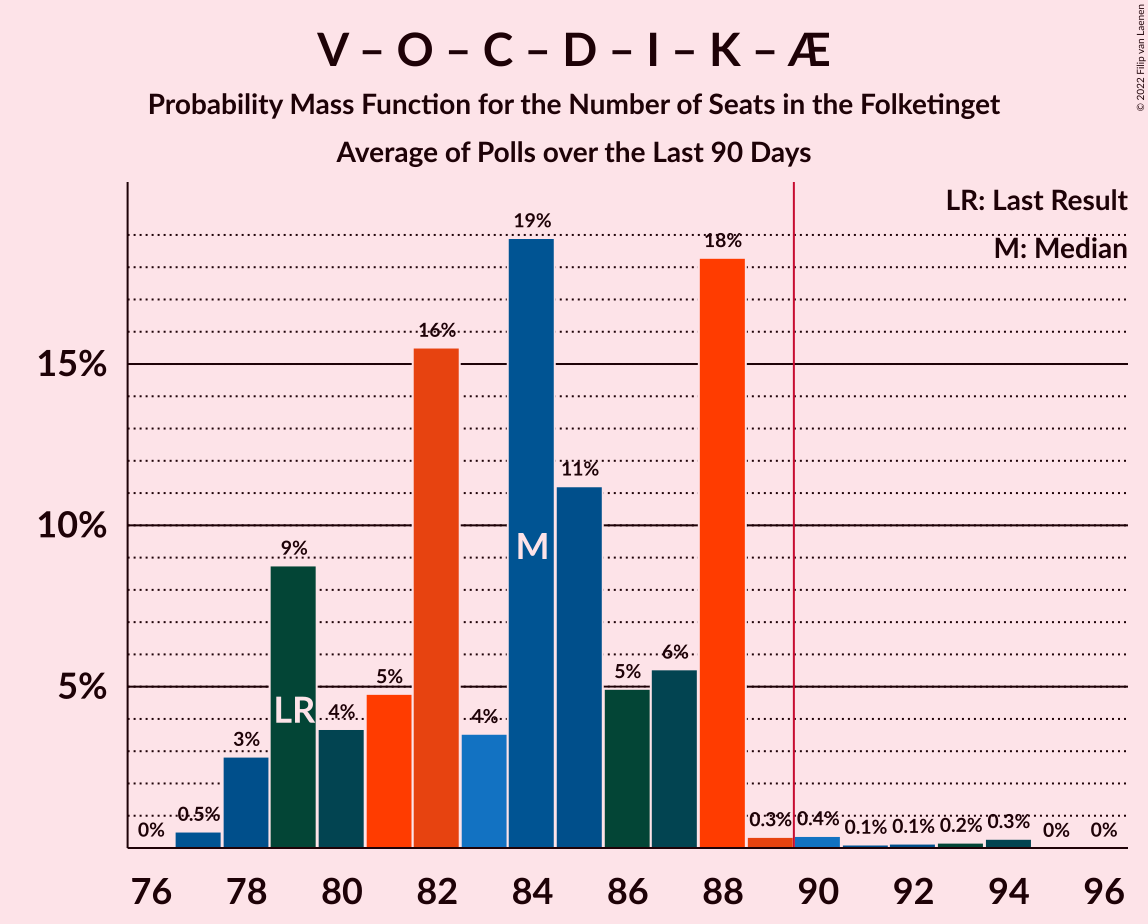 V – O – C – D – I – K – Æ
Probability Mass Function for the Number of Seats in the Folketinget
Average of Polls over the Last 90 Days
© 2022 Filip van Laenen
LR: Last Result
M: Median
15%
10%
5%
0%
0.5%
3%
9%
4%
5%
16%
4%
19%
11%
5%
6%
18%
0.3%
0.4%
0.1%
0.1%
0.2%
0.3%
0%
0%
LR
M
76 78 80 82 84 86 88 90 92 94 96